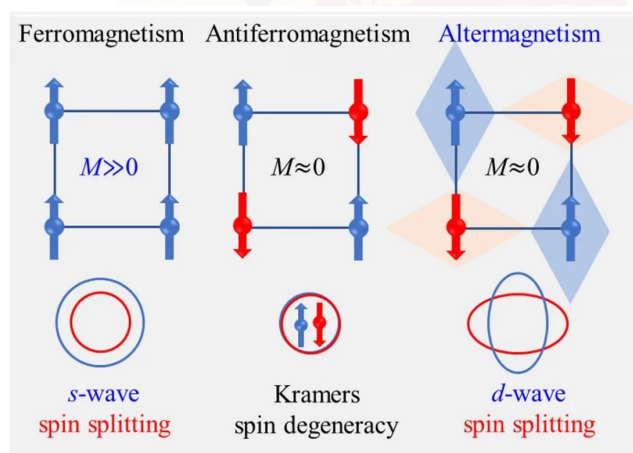 Ferromagnetism Antiferromagnetism Altermagnetism
M≫0 M≈0 M≈0
s-wave Kramers d-wave
spin splitting spin degeneracy spin splitting